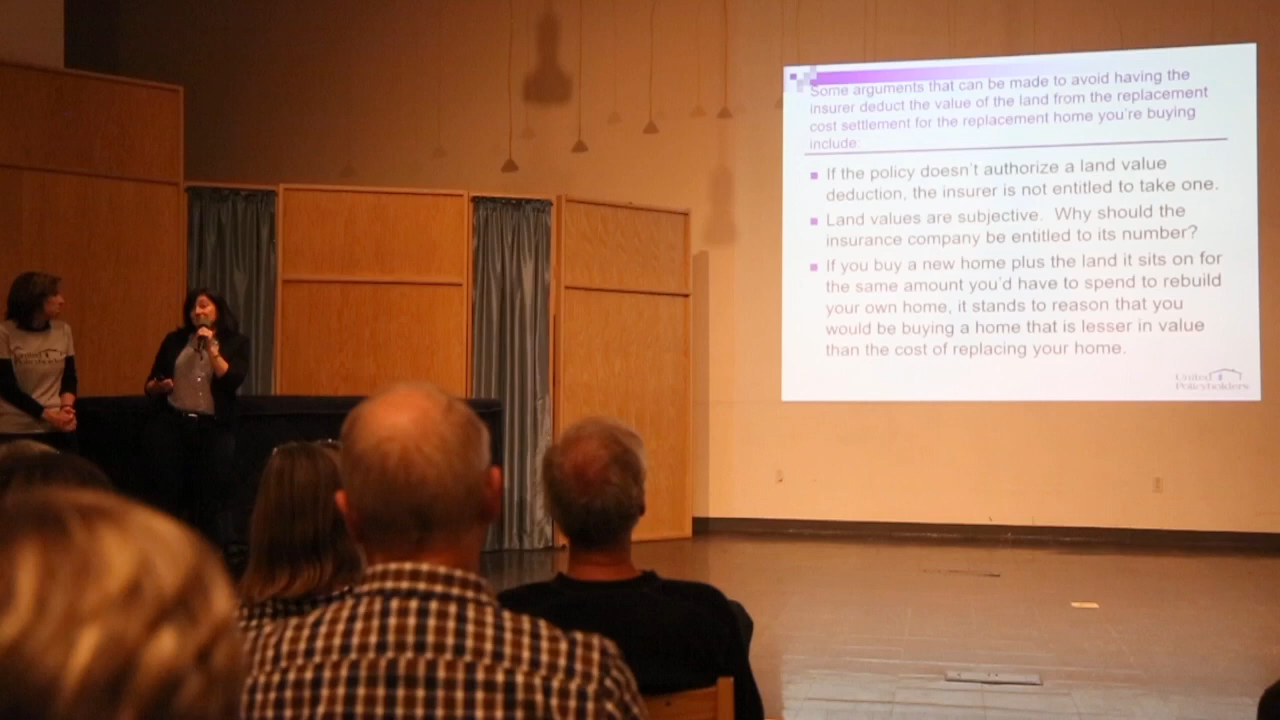 Some arguments that can be made to avoid having the
insurer deduct the value of the land from the replacement
cost settlement for the replacement home you're buying
include:
If the policy doesn't authorize a land value
deduction, the insurer is not entitled to take one.
Land values are subjective. Why should the
insurance company be entitled to its number?
If you buy a new home plus the land it sits on for
the same amount you'd have to spend to rebuild
your own home, it stands to reason that you
would be buying a home that is lesser in value
than the cost of replacing your home.
United
Policyholders
United
Policyholders